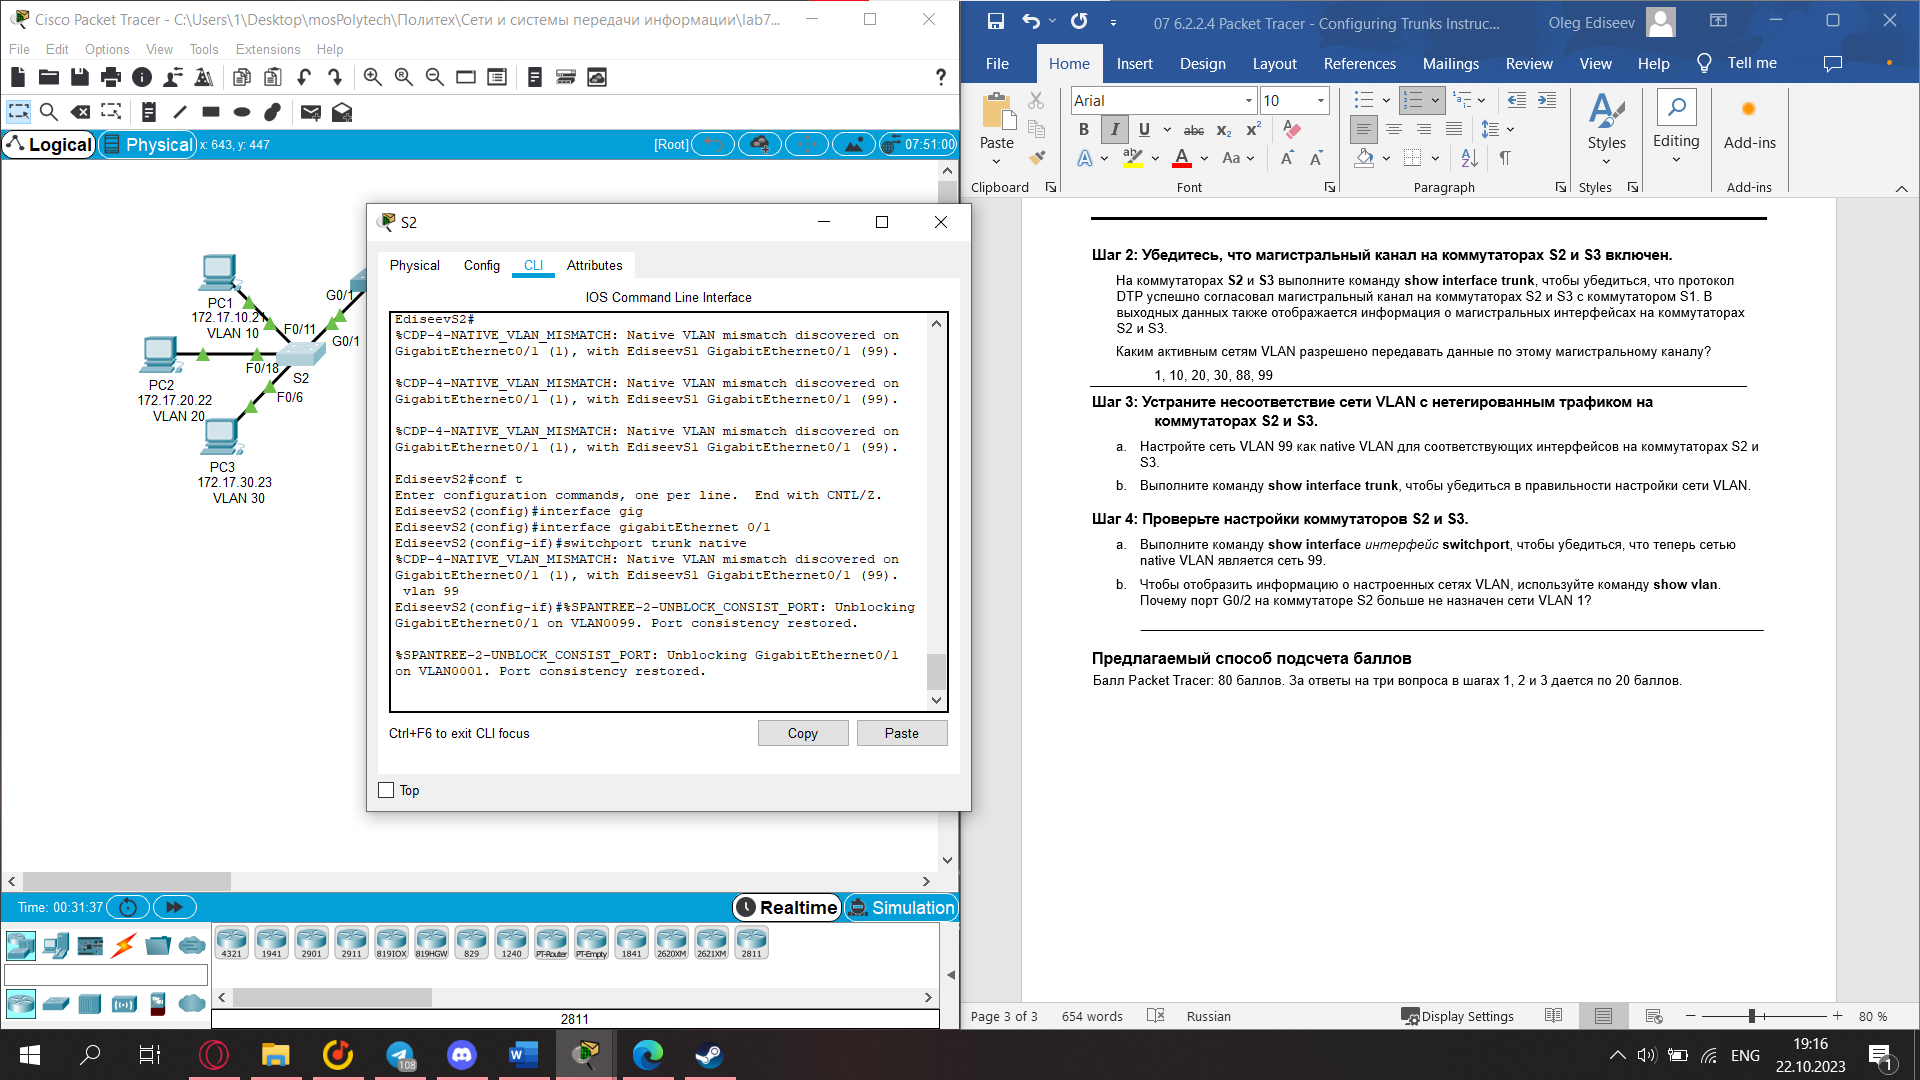 Cisco Packet Tracer - C:\Users\1\Desktop\mosPolytech\Политех\Сети и системы передачи информации\lab7...
File Edit Options View Tools Extensions Help
?
Logical Physical x: 643, y: 447 [Root] 07:51:00
PC1
172.17.10.21
VLAN 10
G0/1
F0/11
G0/1
F0/18
S2
PC2
172.17.20.22
VLAN 20
F0/6
PC3
172.17.30.23
VLAN 30
S2
Physical Config CLI Attributes
IOS Command Line Interface
EdiseevS2#
%CDP-4-NATIVE_VLAN_MISMATCH: Native VLAN mismatch discovered on
GigabitEthernet0/1 (1), with EdiseevS1 GigabitEthernet0/1 (99).
%CDP-4-NATIVE_VLAN_MISMATCH: Native VLAN mismatch discovered on
GigabitEthernet0/1 (1), with EdiseevS1 GigabitEthernet0/1 (99).
%CDP-4-NATIVE_VLAN_MISMATCH: Native VLAN mismatch discovered on
GigabitEthernet0/1 (1), with EdiseevS1 GigabitEthernet0/1 (99).
EdiseevS2#conf t
Enter configuration commands, one per line. End with CNTL/Z.
EdiseevS2(config)#interface gig
EdiseevS2(config)#interface gigabitEthernet 0/1
EdiseevS2(config-if)#switchport trunk native
%CDP-4-NATIVE_VLAN_MISMATCH: Native VLAN mismatch discovered on
GigabitEthernet0/1 (1), with EdiseevS1 GigabitEthernet0/1 (99).
vlan 99
EdiseevS2(config-if)#%SPANTREE-2-UNBLOCK_CONSIST_PORT: Unblocking
GigabitEthernet0/1 on VLAN0099. Port consistency restored.
%SPANTREE-2-UNBLOCK_CONSIST_PORT: Unblocking GigabitEthernet0/1
on VLAN0001. Port consistency restored.
Ctrl+F6 to exit CLI focus Copy Paste
Top
Time: 00:31:37 Realtime Simulation
4321 1941 2901 2911 819IOX 819HGW 829 1240 PT-Router PT-Empty 1841 2620XM 2621XM 2811
2811
07 6.2.2.4 Packet Tracer - Configuring Trunks Instruc... Oleg Ediseev
File Home Insert Design Layout References Mailings Review View Help Tell me
Arial 10
Paste Styles Editing Add-ins
Clipboard Font Paragraph Styles Add-ins
Шаг 2: Убедитесь, что магистральный канал на коммутаторах S2 и S3 включен.
На коммутаторах S2 и S3 выполните команду show interface trunk, чтобы убедиться, что протокол
DTP успешно согласовал магистральный канал на коммутаторах S2 и S3 с коммутатором S1. В
выходных данных также отображается информация о магистральных интерфейсах на коммутаторах
S2 и S3.
Каким активным сетям VLAN разрешено передавать данные по этому магистральному каналу?
1, 10, 20, 30, 88, 99
Шаг 3: Устраните несоответствие сети VLAN с нетегированным трафиком на
коммутаторах S2 и S3.
a. Настройте сеть VLAN 99 как native VLAN для соответствующих интерфейсов на коммутаторах S2 и
S3.
b. Выполните команду show interface trunk, чтобы убедиться в правильности настройки сети VLAN.
Шаг 4: Проверьте настройки коммутаторов S2 и S3.
a. Выполните команду show interface интерфейс switchport, чтобы убедиться, что теперь сетью
native VLAN является сеть 99.
b. Чтобы отобразить информацию о настроенных сетях VLAN, используйте команду show vlan.
Почему порт G0/2 на коммутаторе S2 больше не назначен сети VLAN 1?
Предлагаемый способ подсчета баллов
Балл Packet Tracer: 80 баллов. За ответы на три вопроса в шагах 1, 2 и 3 дается по 20 баллов.
Page 3 of 3 654 words Russian Display Settings 80 %
108
ENG 19:16
22.10.2023
1